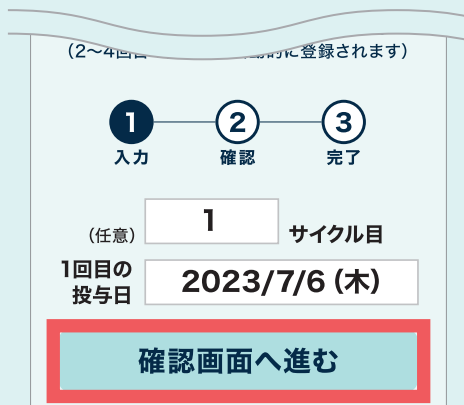 （2〜4回目
に登録されます）
1 2 3
入力 確認 完了
（任意） 1 サイクル目
1回目の
投与日
2023/7/6（木）
確認画面へ進む